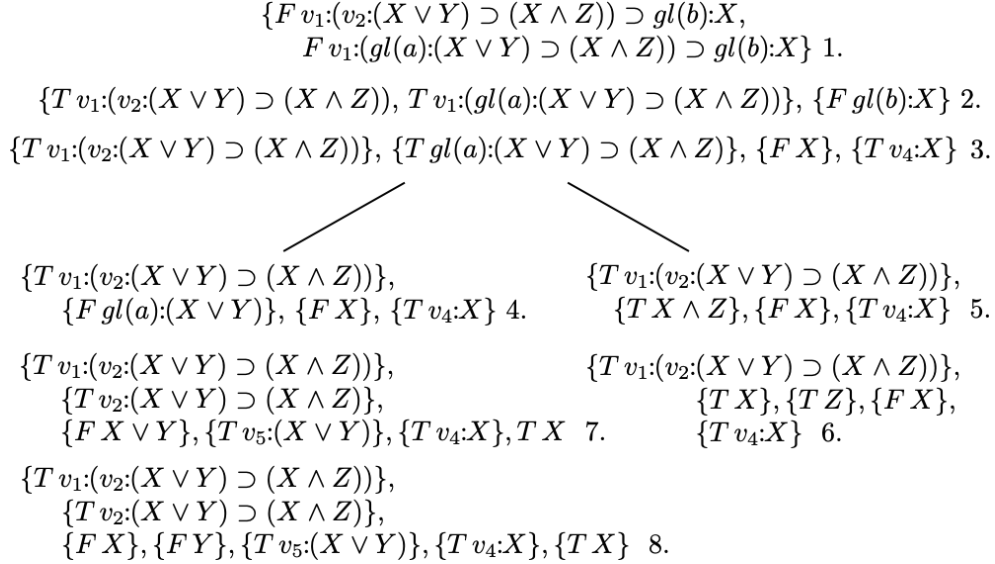 {F v₁:(v₂:(X ∨ Y) ⊃ (X ∧ Z)) ⊃ gl(b):X,
F v₁:(gl(a):(X ∨ Y) ⊃ (X ∧ Z)) ⊃ gl(b):X} 1.
{T v₁:(v₂:(X ∨ Y) ⊃ (X ∧ Z)), T v₁:(gl(a):(X ∨ Y) ⊃ (X ∧ Z))}, {F gl(b):X} 2.
{T v₁:(v₂:(X ∨ Y) ⊃ (X ∧ Z))}, {T gl(a):(X ∨ Y) ⊃ (X ∧ Z)}, {F X}, {T v₄:X} 3.
{T v₁:(v₂:(X ∨ Y) ⊃ (X ∧ Z))},
{F gl(a):(X ∨ Y)}, {F X}, {T v₄:X} 4.
{T v₁:(v₂:(X ∨ Y) ⊃ (X ∧ Z))},
{T X ∧ Z}, {F X}, {T v₄:X} 5.
{T v₁:(v₂:(X ∨ Y) ⊃ (X ∧ Z))},
{T v₂:(X ∨ Y) ⊃ (X ∧ Z)},
{F X ∨ Y}, {T v₅:(X ∨ Y)}, {T v₄:X}, T X 7.
{T v₁:(v₂:(X ∨ Y) ⊃ (X ∧ Z))},
{T X}, {T Z}, {F X},
{T v₄:X} 6.
{T v₁:(v₂:(X ∨ Y) ⊃ (X ∧ Z))},
{T v₂:(X ∨ Y) ⊃ (X ∧ Z)},
{F X}, {F Y}, {T v₅:(X ∨ Y)}, {T v₄:X}, {T X} 8.